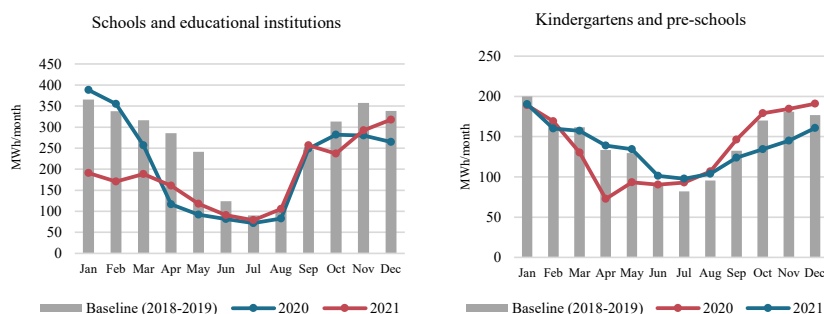 Schools and educational institutions
MWh/month
450
400
350
300
250
200
150
100
50
0
Jan Feb Mar Apr May Jun Jul Aug Sep Oct Nov Dec
Baseline (2018-2019) 2020 2021
Kindergartens and pre-schools
MWh/month
250
200
150
100
50
0
Jan Feb Mar Apr May Jun Jul Aug Sep Oct Nov Dec
Baseline (2018-2019) 2020 2021